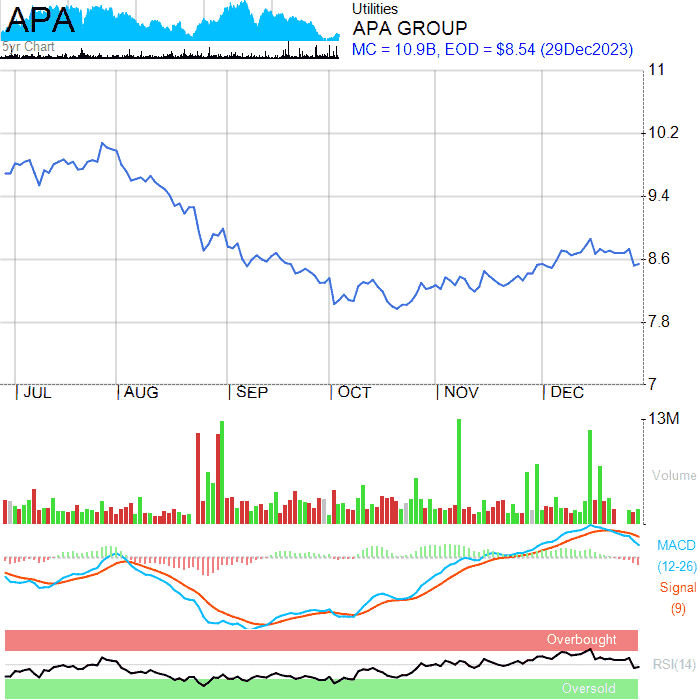 APA
5yr Chart
Utilities
APA GROUP
MC = 10.9B, EOD = $8.54 (29Dec2023)
11
10.2
9.4
8.6
7.8
7
JUL AUG SEP OCT NOV DEC
13M
Volume
MACD
(12-26)
Signal
(9)
Overbought
RSI(14)
Oversold